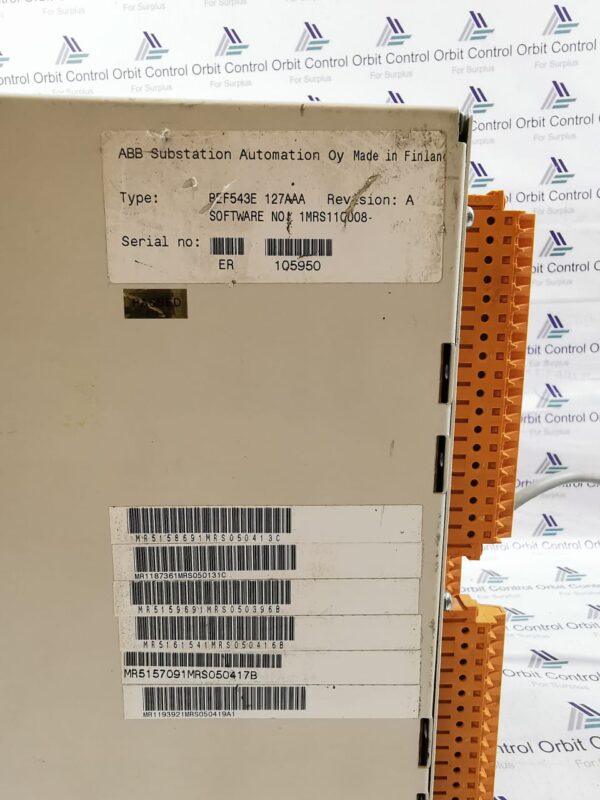 ABB Substation Automation Oy Made in Finland
Type: REF543E 127AAA Revision: A
SOFTWARE NO: 1MRS110008-
Serial no:
ER 105950
PASSED
MR5158691MRS050413C
MR1187361MRS050131C
MR5159691MRS050396B
MR5161541MRS050416B
MR5157091MRS050417B
MR1193921MRS050419A1
Orbit Control
For Surplus